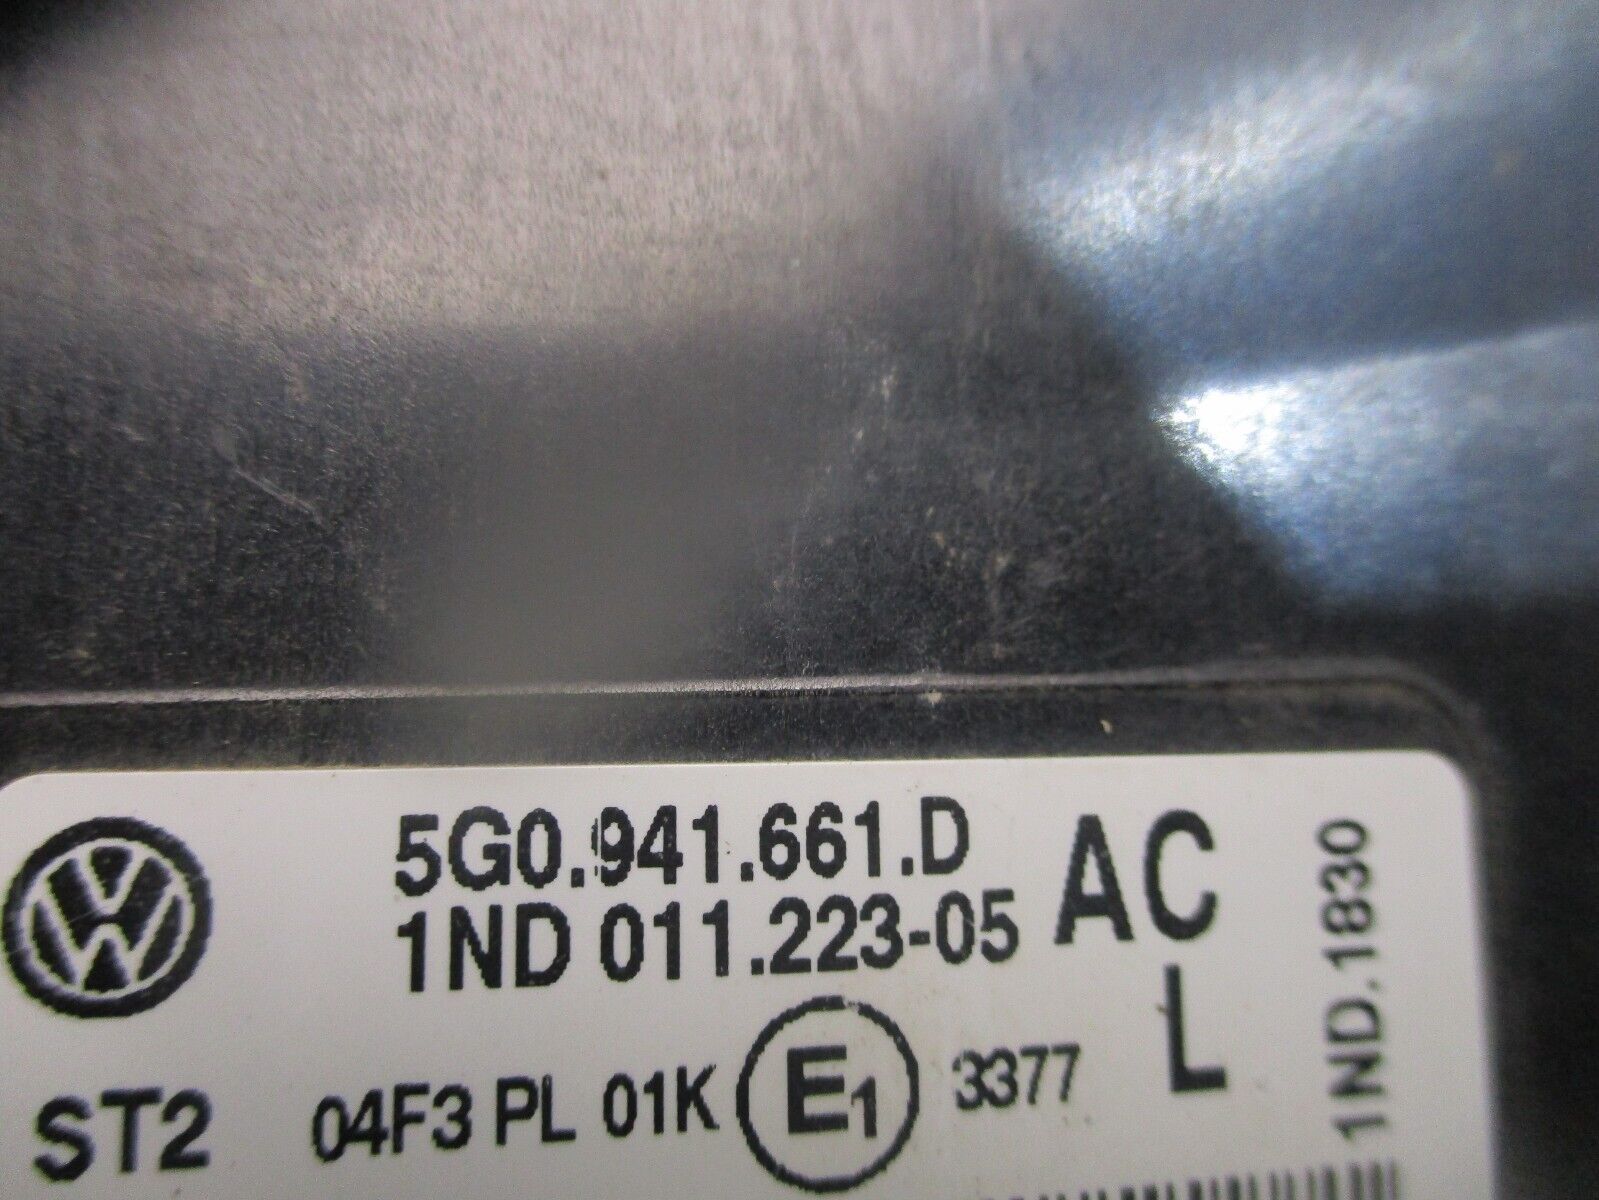 5G0.941.661.D AC
1ND 011.223-05
L
ST2 04F3 PL 01K E1 3377
1ND.1830